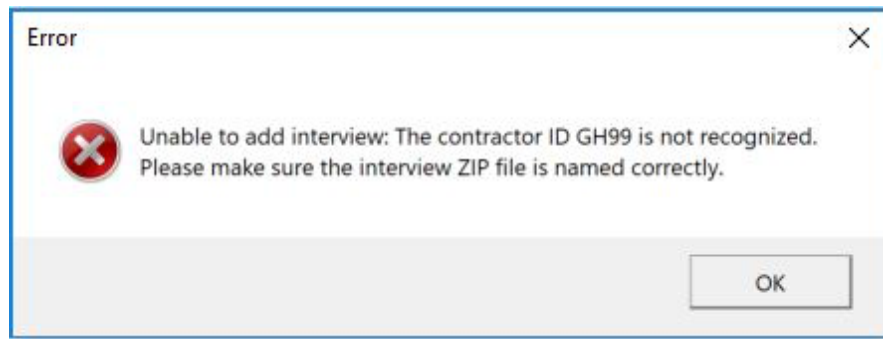 Error
Unable to add interview: The contractor ID GH99 is not recognized.
Please make sure the interview ZIP file is named correctly.
OK